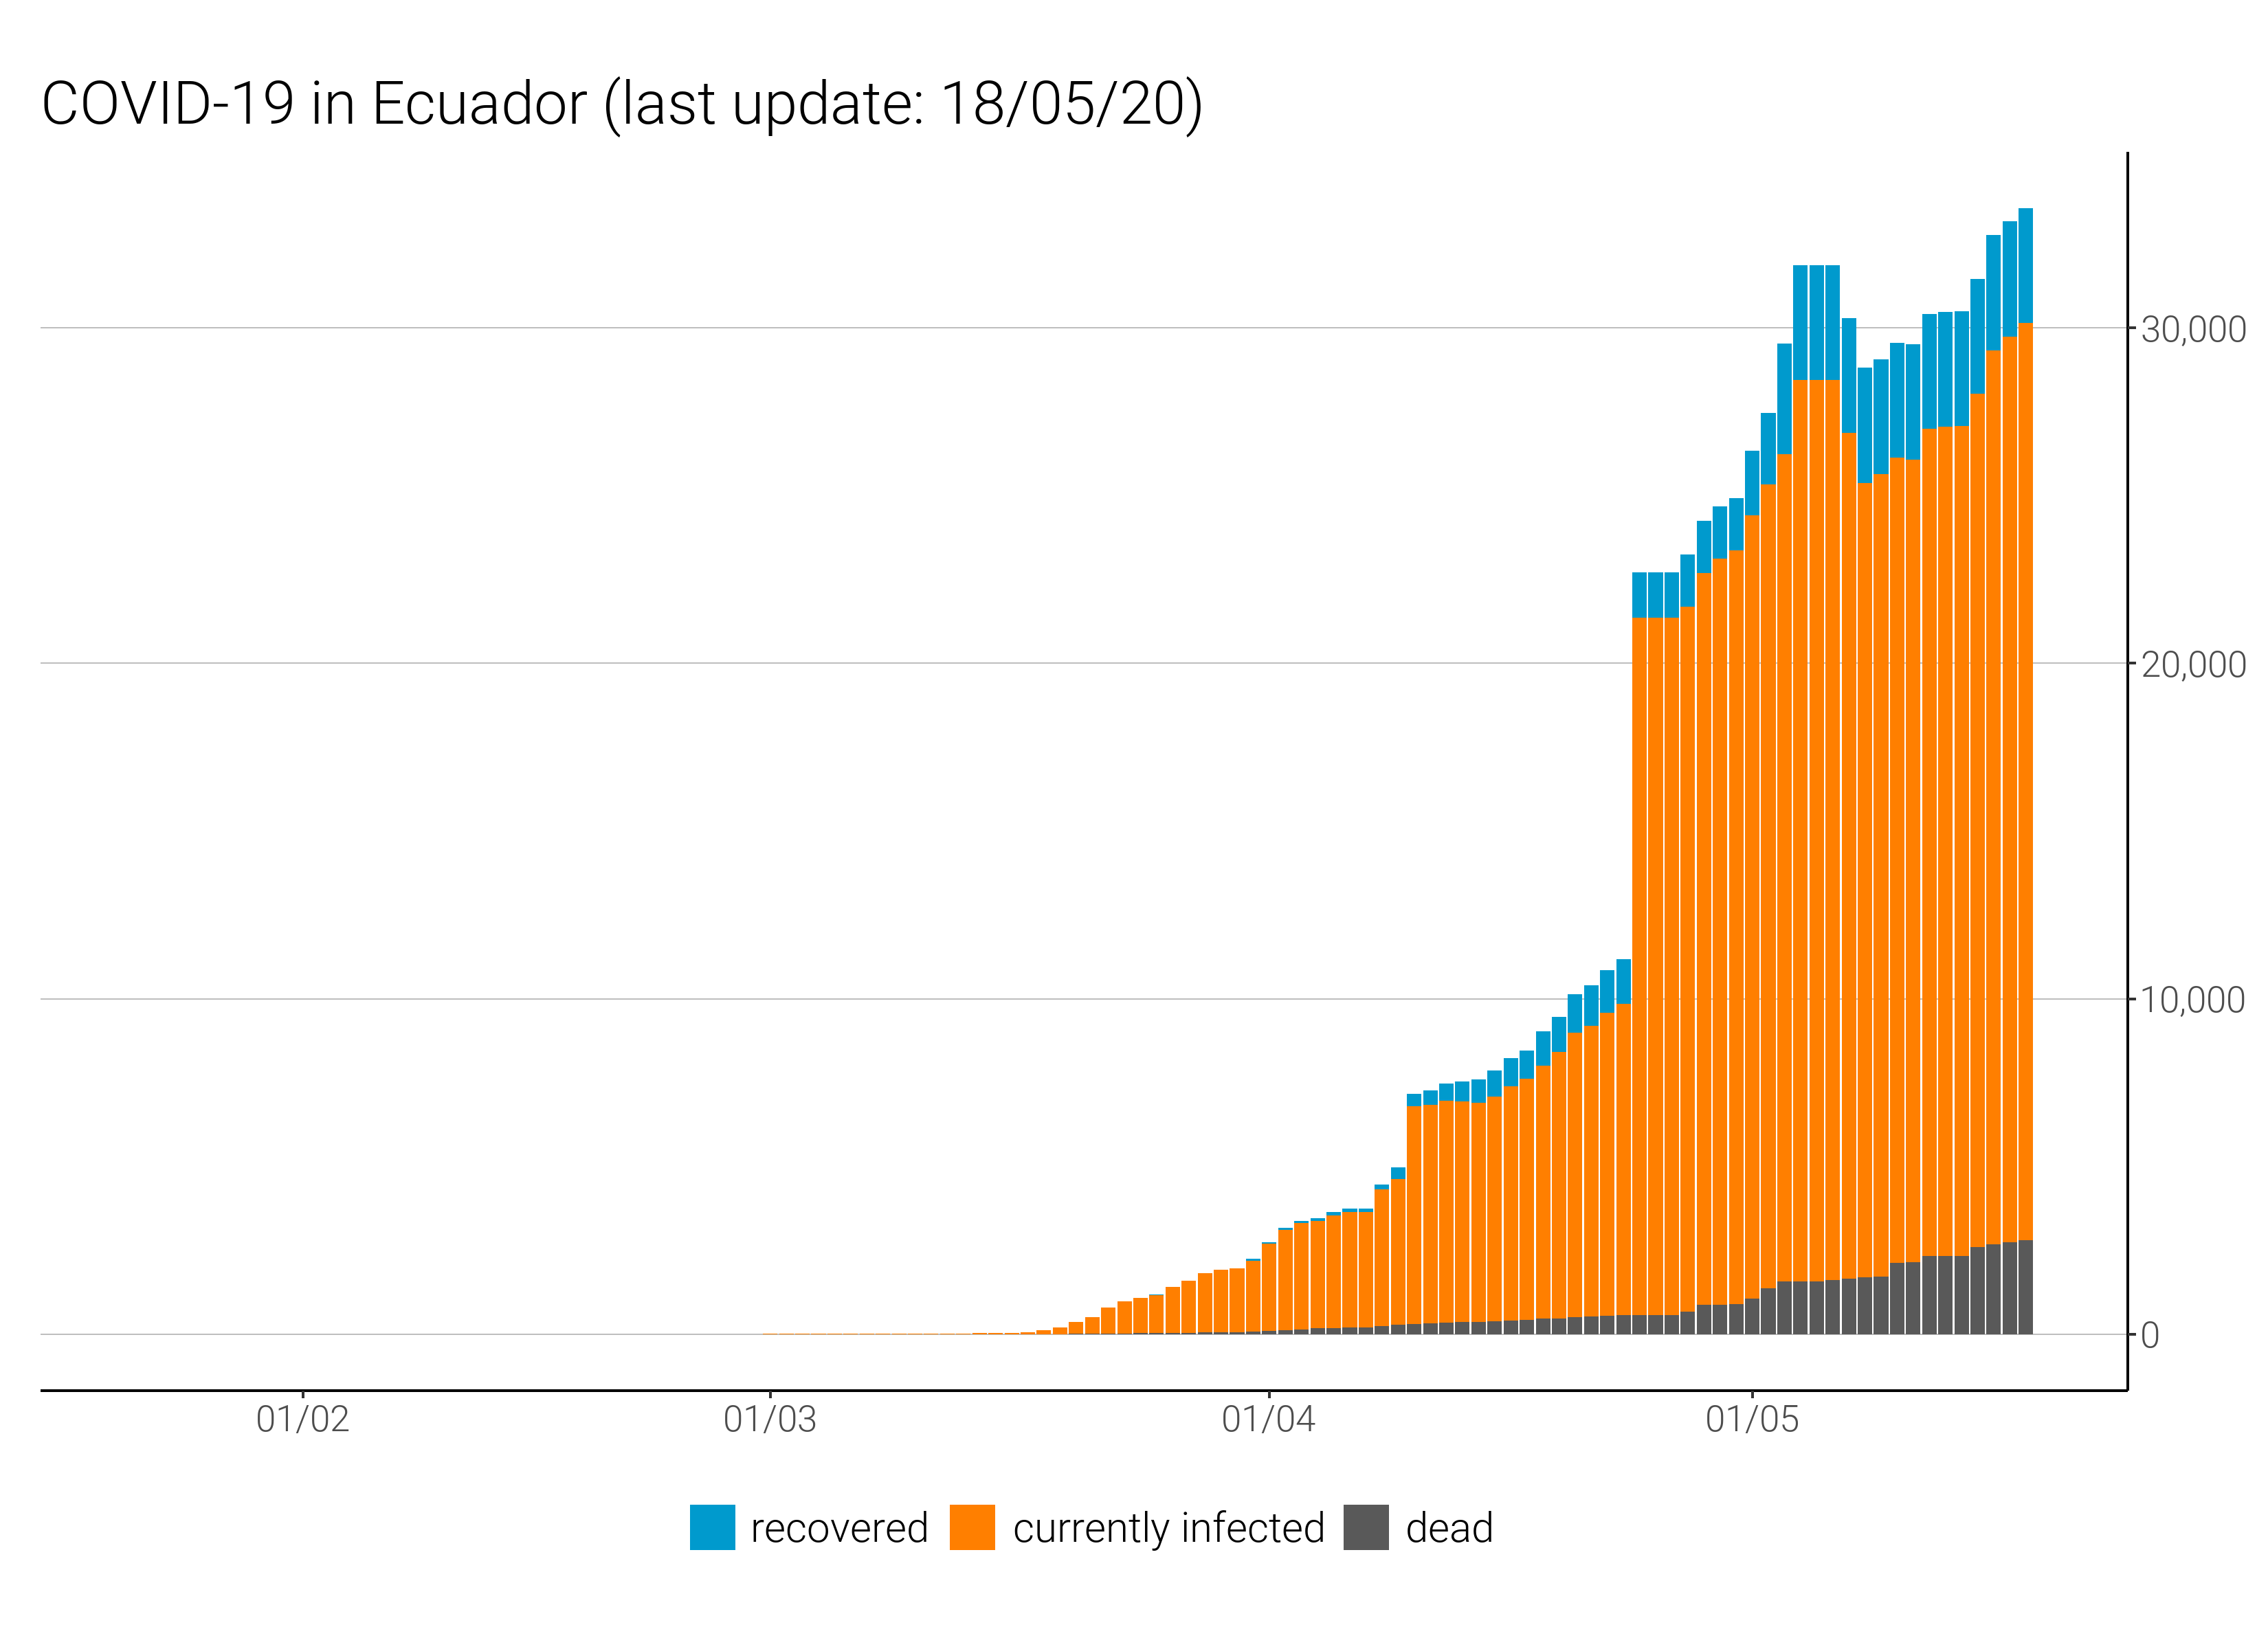 COVID-19 in Ecuador (last update: 18/05/20)
30,000
20,000
10,000
0
01/02 01/03 01/04 01/05
recovered currently infected dead